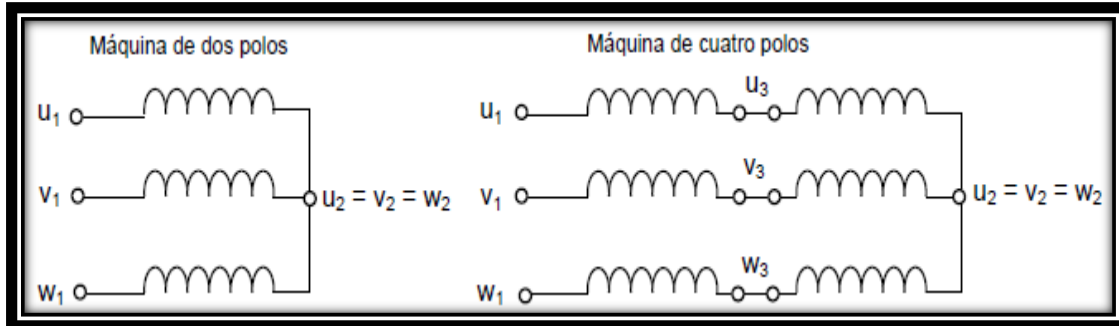 Máquina de dos polos
u₁
v₁
u₂ = v₂ = w₂
w₁
Máquina de cuatro polos
u₁
u₃
v₁
v₃
u₂ = v₂ = w₂
w₁
w₃